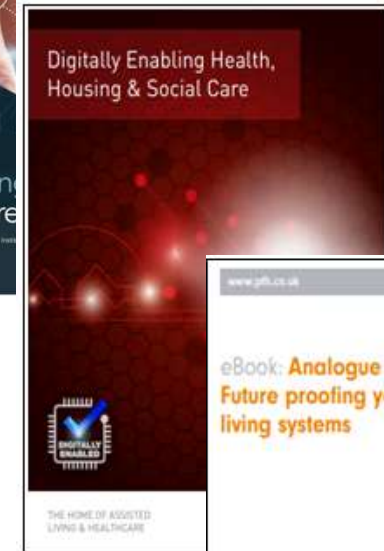 Digitally Enabling Health,
Housing & Social Care
DIGITALLY
ENABLED
THE HOME OF ASSISTED
LIVING & HEALTHCARE
www.pfh.co.uk
eBook: Analogue
Future proofing y
living systems